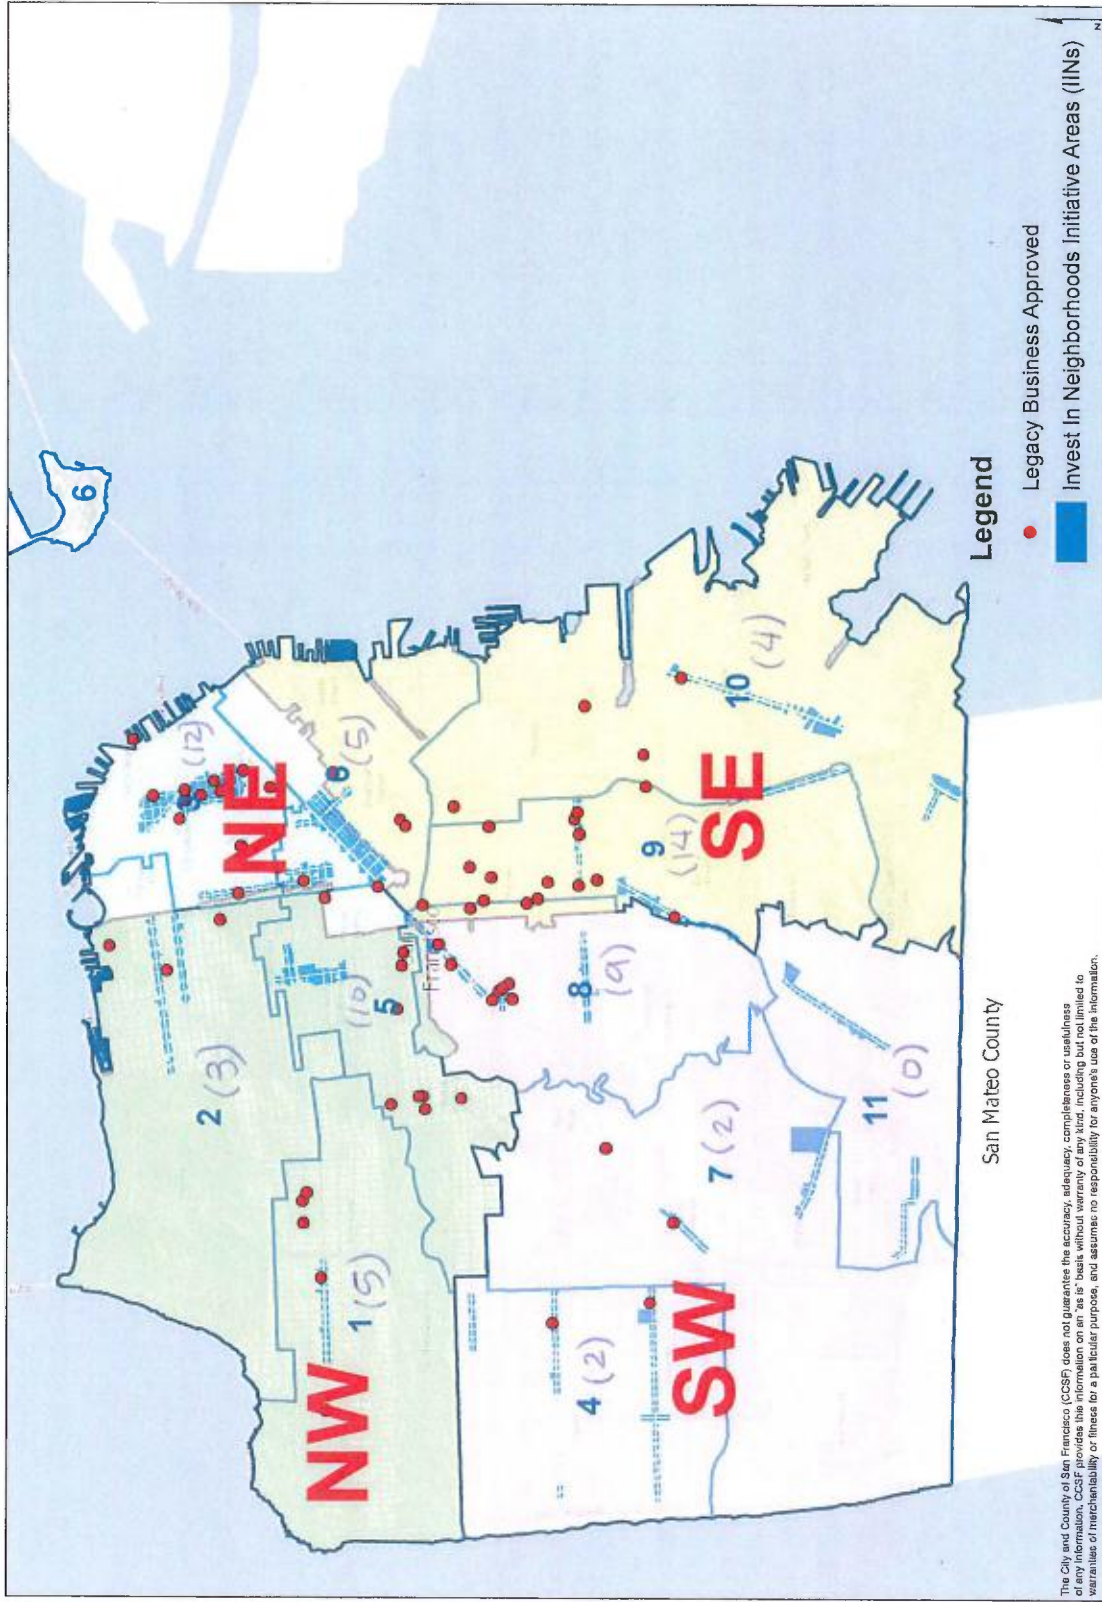 6
NW
NE
SW
SE
1 (5)
2 (3)
(12)
6
(5)
5
(10)
4 (2)
7 (2)
8
(9)
9
(14)
10
(4)
11
(0)
San Mateo County
Legend
Legacy Business Approved
Invest In Neighborhoods Initiative Areas (IINs)
N
The City and County of San Francisco (CCSF) does not guarantee the accuracy, adequacy, completeness or usefulness
of any information. CCSF provides this information on an "as is" basis without warranty of any kind, including but not limited to
warranties of merchantability or fitness for a particular purpose, and assumes no responsibility for anyone's use of the information.